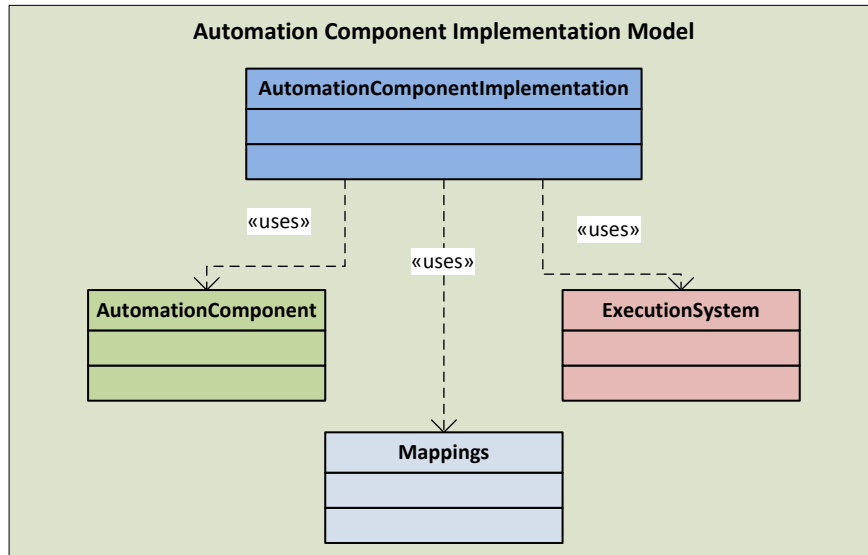 Automation Component Implementation Model
AutomationComponentImplementation
«uses»
«uses»
«uses»
AutomationComponent
ExecutionSystem
Mappings